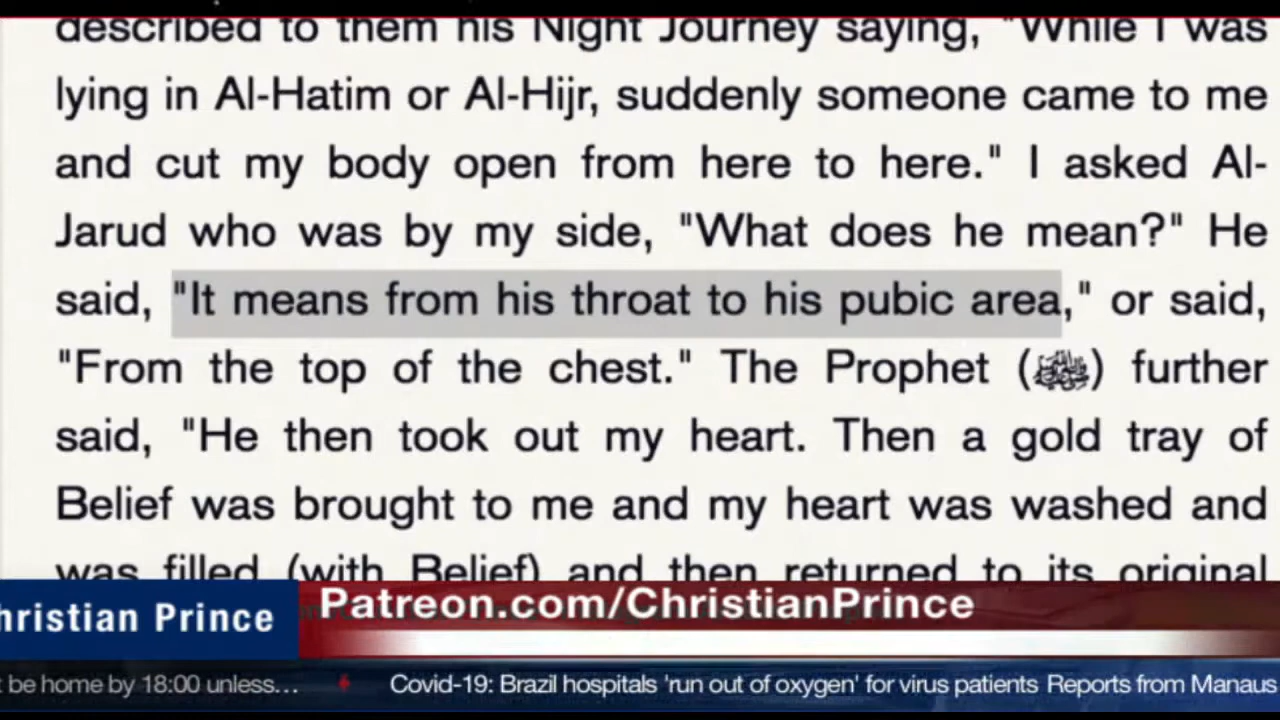 described to them his Night Journey saying, "While I was
lying in Al-Hatim or Al-Hijr, suddenly someone came to me
and cut my body open from here to here." I asked Al-
Jarud who was by my side, "What does he mean?" He
said, "It means from his throat to his pubic area," or said,
"From the top of the chest." The Prophet (ﷺ) further
said, "He then took out my heart. Then a gold tray of
Belief was brought to me and my heart was washed and
was filled (with Belief) and then returned to its original
hristian Prince
Patreon.com/ChristianPrince
t be home by 18:00 unless... Covid-19: Brazil hospitals 'run out of oxygen' for virus patients Reports from Manaus